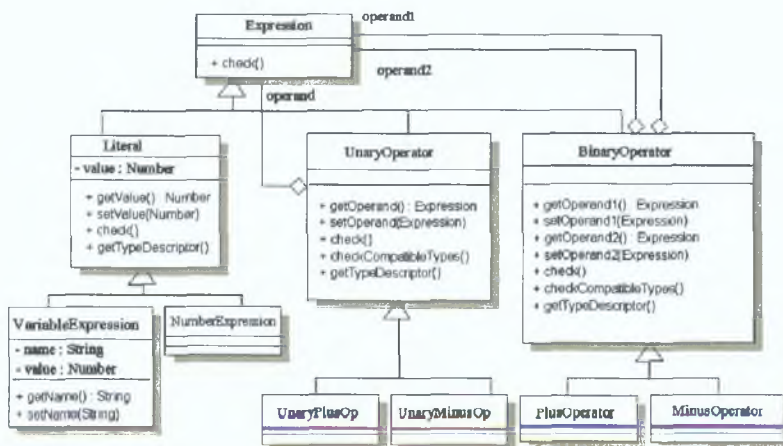 Expression
+ check()
operand1
operand2
operand
Literal
- value : Number
+ getValue() Number
+ setValue(Number)
+ check()
+ getTypeDescriptor()
UnaryOperator
+ getOperand() : Expression
+ setOperand(Expression)
+ check()
+ checkCompatibleTypes()
+ getTypeDescriptor()
BinaryOperator
+ getOperand1() : Expression
+ setOperand1(Expression)
+ getOperand2() : Expression
+ setOperand2(Expression)
+ check()
+ checkCompatibleTypes()
+ getTypeDescriptor()
VariableExpression
- name : String
- value : Number
+ getName() : String
+ setName(String)
NumberExpression
UnaryPlusOp
UnaryMinusOp
PlusOperator
MinusOperator